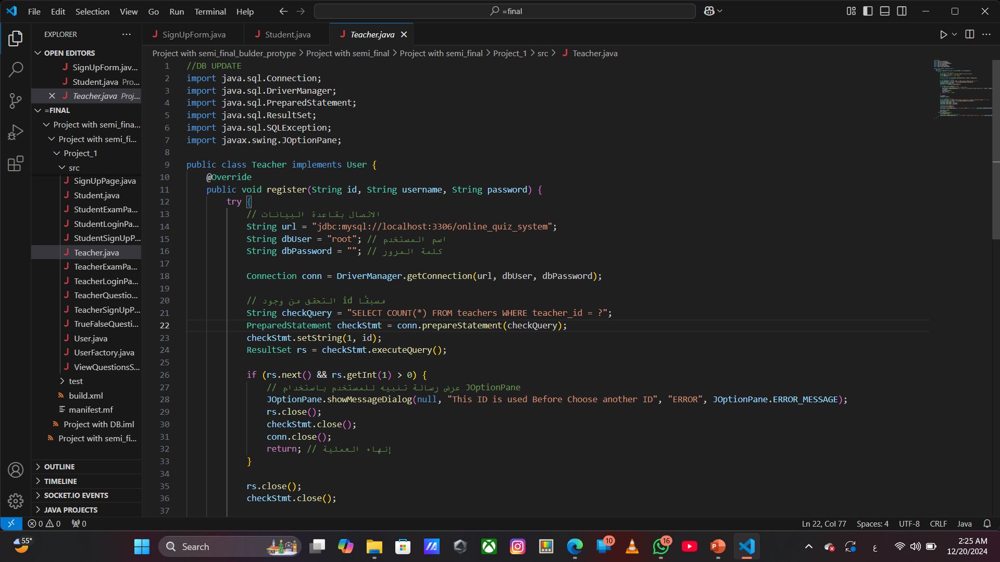 File Edit Selection View Go Run Terminal Help
=final
EXPLORER
SignUpForm.java
Student.java
Teacher.java
OPEN EDITORS
SignUpForm.jav...
Student.java Pro...
Teacher.java Proj...
=FINAL
Project with semi_fina...
Project with semi_fi...
Project_1
src
SignUpPage.java
Student.java
StudentExamPa...
StudentLoginPa...
StudentSignUpP...
Teacher.java
TeacherExamPa...
TeacherLoginPa...
TeacherQuestio...
TeacherSignUpP...
TrueFalseQuesti...
User.java
UserFactory.java
ViewQuestionsS...
test
build.xml
manifest.mf
Project with DB.iml
Project with semi_fi...
OUTLINE
TIMELINE
SOCKET.IO EVENTS
JAVA PROJECTS
Project with semi_final_bulder_protype > Project with semi_final > Project with semi_final > Project_1 > src > Teacher.java
1 //DB UPDATE
2 import java.sql.Connection;
3 import java.sql.DriverManager;
4 import java.sql.PreparedStatement;
5 import java.sql.ResultSet;
6 import java.sql.SQLException;
7 import javax.swing.JOptionPane;
8
9 public class Teacher implements User {
10 @Override
11 public void register(String id, String username, String password) {
12 try {
13 // الاتصال بقاعدة البيانات
14 String url = "jdbc:mysql://localhost:3306/online_quiz_system";
15 String dbUser = "root"; // اسم المستخدم
16 String dbPassword = ""; // كلمة المرور
17
18 Connection conn = DriverManager.getConnection(url, dbUser, dbPassword);
19
20 // التحقق من وجود id مسبقًا
21 String checkQuery = "SELECT COUNT(*) FROM teachers WHERE teacher_id = ?";
22 PreparedStatement checkStmt = conn.prepareStatement(checkQuery);
23 checkStmt.setString(1, id);
24 ResultSet rs = checkStmt.executeQuery();
25
26 if (rs.next() && rs.getInt(1) > 0) {
27 // عرض رسالة تنبيه للمستخدم باستخدام JOptionPane
28 JOptionPane.showMessageDialog(null, "This ID is used Before Choose another ID", "ERROR", JOptionPane.ERROR_MESSAGE);
29 rs.close();
30 checkStmt.close();
31 conn.close();
32 return; // إنهاء العملية
33 }
34
35 rs.close();
36 checkStmt.close();
37
0 0 0
Ln 22, Col 77 Spaces: 4 UTF-8 CRLF Java
55°
Search
10
16
ع
2:25 AM
12/20/2024